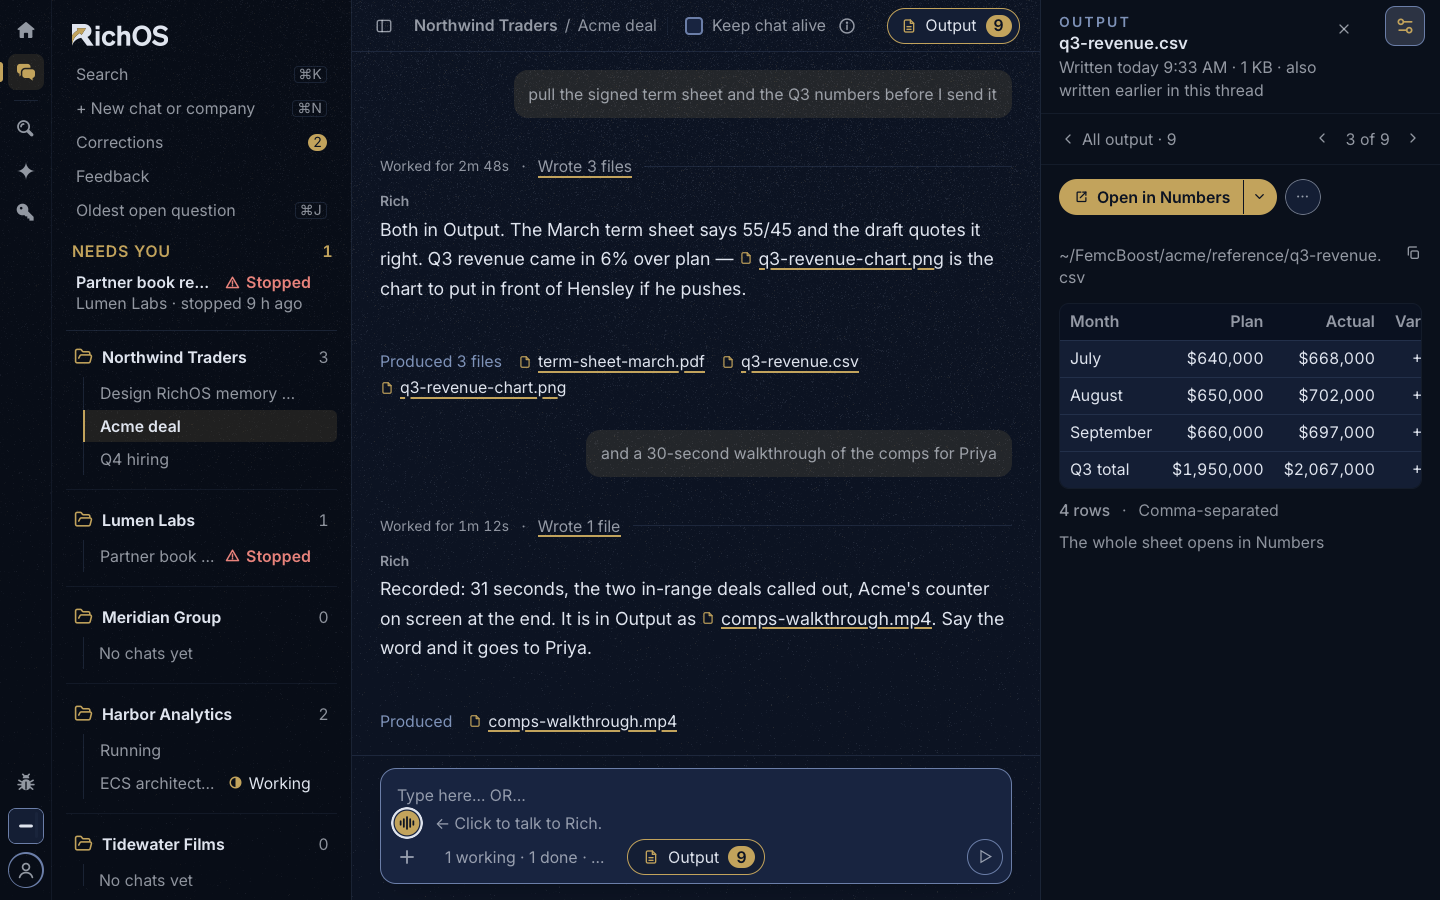 RichOS
Search ⌘K
+ New chat or company ⌘N
Corrections 2
Feedback
Oldest open question ⌘J
NEEDS YOU 1
Partner book re... Stopped
Lumen Labs · stopped 9 h ago
Northwind Traders 3
Design RichOS memory ...
Acme deal
Q4 hiring
Lumen Labs 1
Partner book ... Stopped
Meridian Group 0
No chats yet
Harbor Analytics 2
Running
ECS architect... Working
Tidewater Films 0
No chats yet
Northwind Traders / Acme deal Keep chat alive Output 9
pull the signed term sheet and the Q3 numbers before I send it
Worked for 2m 48s · Wrote 3 files
Rich
Both in Output. The March term sheet says 55/45 and the draft quotes it
right. Q3 revenue came in 6% over plan — q3-revenue-chart.png is the
chart to put in front of Hensley if he pushes.
Produced 3 files term-sheet-march.pdf q3-revenue.csv
q3-revenue-chart.png
and a 30-second walkthrough of the comps for Priya
Worked for 1m 12s · Wrote 1 file
Rich
Recorded: 31 seconds, the two in-range deals called out, Acme's counter
on screen at the end. It is in Output as comps-walkthrough.mp4. Say the
word and it goes to Priya.
Produced comps-walkthrough.mp4
Type here... OR...
← Click to talk to Rich.
1 working · 1 done · ... Output 9
OUTPUT
q3-revenue.csv
Written today 9:33 AM · 1 KB · also
written earlier in this thread
All output · 9 3 of 9
Open in Numbers
~/FemcBoost/acme/reference/q3-revenue.
csv
Month Plan Actual Var
July $640,000 $668,000 +
August $650,000 $702,000 +
September $660,000 $697,000 +
Q3 total $1,950,000 $2,067,000 +
4 rows · Comma-separated
The whole sheet opens in Numbers